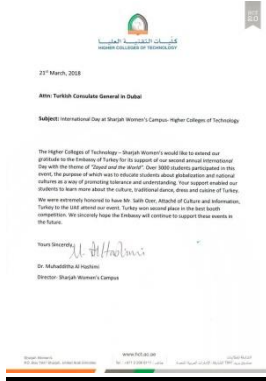 كليـات التقنيـة العليا
HIGHER COLLEGES OF TECHNOLOGY
21st March, 2018
Attn: Turkish Consulate General in Dubai
Subject: International Day at Sharjah Women's Campus- Higher Colleges of Technology
The Higher Colleges of Technology – Sharjah Women's would like to extend our
gratitude to the Embassy of Turkey for its support of our second annual International
Day with the theme of "Zayed and the World". Over 3000 students participated in this
event, the purpose of which was to educate students about globalization and national
cultures as a way of promoting tolerance and understanding. Your support enabled our
students to learn more about the culture, traditional dance, dress and cuisine of Turkey.
We were extremely honored to have Mr. Salih Ozer, Attaché of Culture and Information,
Turkey to the UAE attend our event. Turkey won second place in the best booth
competition. We sincerely hope the Embassy will continue to support these events in
the future.
Yours Sincerely,
M. Al Hashmi
Dr. Muhadditha Al Hashimi
Director- Sharjah Women's Campus
www.hct.ac.ae